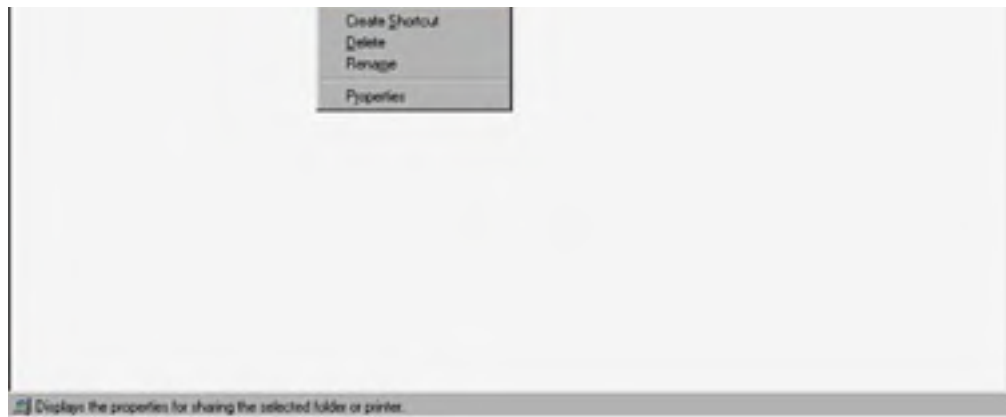 Create Shortcut
Delete
Rename
Properties
Displays the properties for sharing the selected folder or printer.